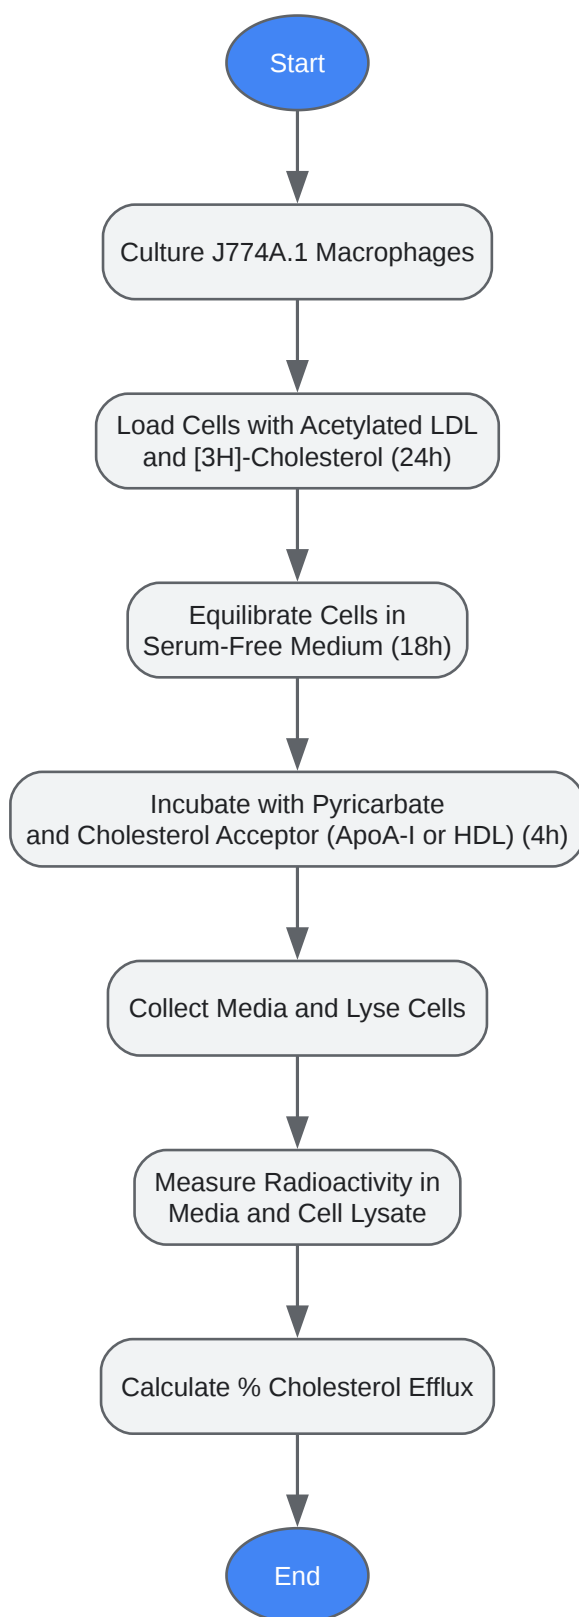 Start
Culture J774A.1 Macrophages
Load Cells with Acetylated LDL
and [3H]-Cholesterol (24h)
Equilibrate Cells in
Serum-Free Medium (18h)
Incubate with Pyricarbate
and Cholesterol Acceptor (ApoA-I or HDL) (4h)
Collect Media and Lyse Cells
Measure Radioactivity in
Media and Cell Lysate
Calculate % Cholesterol Efflux
End